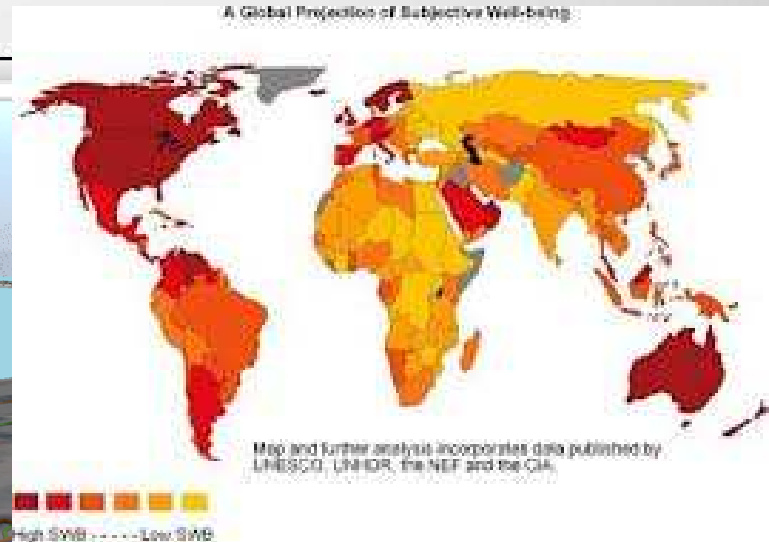 A Global Projection of Subjective Well-being
Map and further analysis incorporates data published by
UNESCO, UNHDR, the NEF and the CIA.
High SWB - - - - - Low SWB